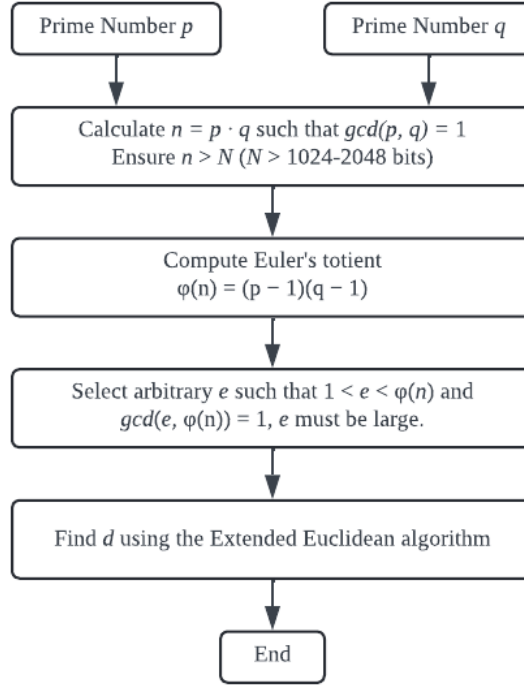 Prime Number p
Prime Number q
Calculate n = p · q such that gcd(p, q) = 1
Ensure n > N (N > 1024-2048 bits)
Compute Euler's totient
φ(n) = (p − 1)(q − 1)
Select arbitrary e such that 1 < e < φ(n) and
gcd(e, φ(n)) = 1, e must be large.
Find d using the Extended Euclidean algorithm
End